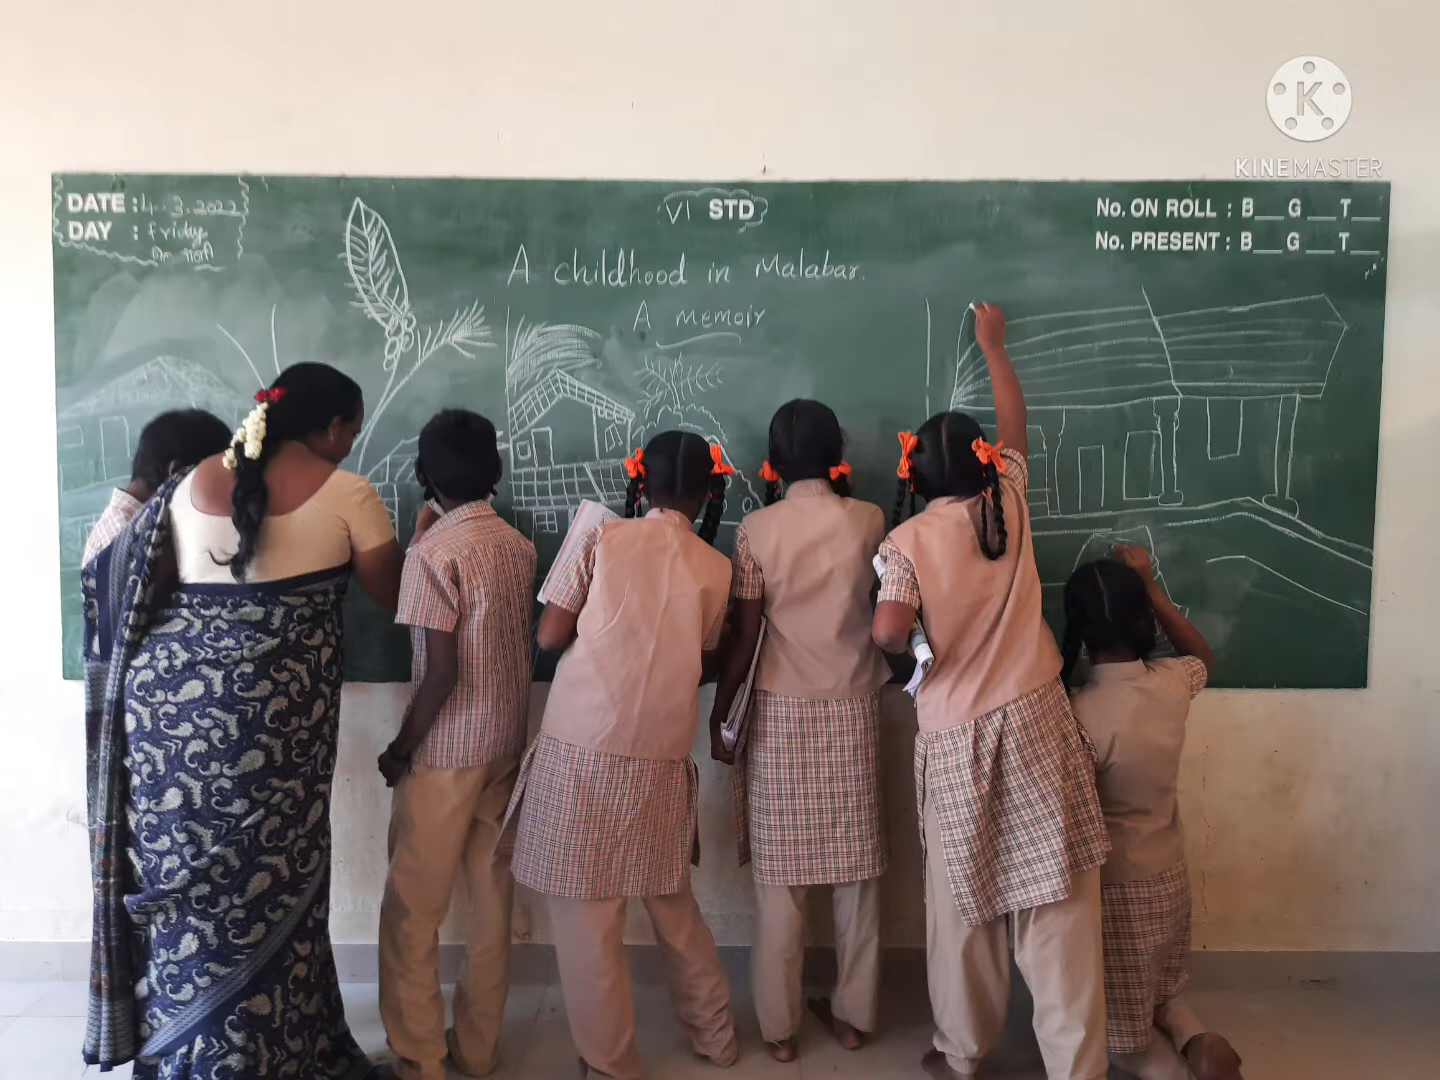 DATE : 4.3.2022
DAY : friday
VI STD
No. ON ROLL : B__ G__ T__
No. PRESENT : B__ G__ T__
A childhood in Malabar.
A memoir
K
KINEMASTER